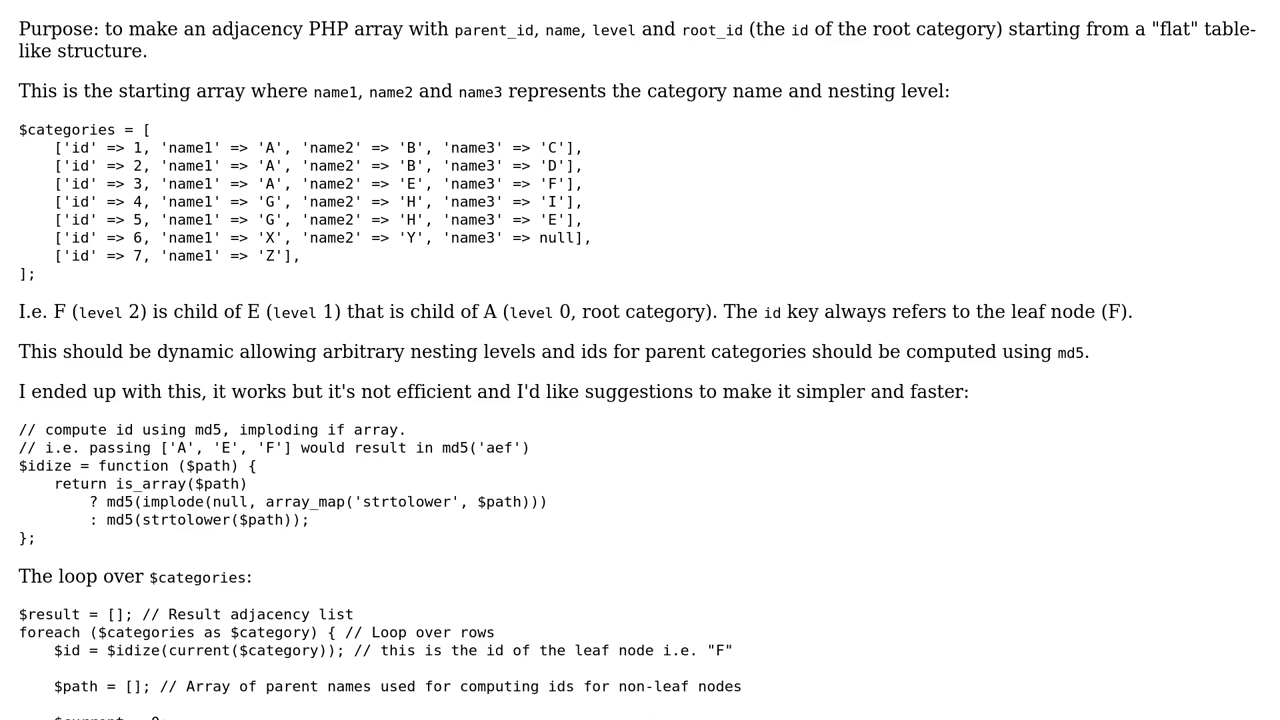 Purpose: to make an adjacency PHP array with parent_id, name, level and root_id (the id of the root category) starting from a "flat" table-
like structure.
This is the starting array where name1, name2 and name3 represents the category name and nesting level:
$categories = [
    ['id' => 1, 'name1' => 'A', 'name2' => 'B', 'name3' => 'C'],
    ['id' => 2, 'name1' => 'A', 'name2' => 'B', 'name3' => 'D'],
    ['id' => 3, 'name1' => 'A', 'name2' => 'E', 'name3' => 'F'],
    ['id' => 4, 'name1' => 'G', 'name2' => 'H', 'name3' => 'I'],
    ['id' => 5, 'name1' => 'G', 'name2' => 'H', 'name3' => 'E'],
    ['id' => 6, 'name1' => 'X', 'name2' => 'Y', 'name3' => null],
    ['id' => 7, 'name1' => 'Z'],
];
I.e. F (level 2) is child of E (level 1) that is child of A (level 0, root category). The id key always refers to the leaf node (F).
This should be dynamic allowing arbitrary nesting levels and ids for parent categories should be computed using md5.
I ended up with this, it works but it's not efficient and I'd like suggestions to make it simpler and faster:
// compute id using md5, imploding if array.
// i.e. passing ['A', 'E', 'F'] would result in md5('aef')
$idize = function ($path) {
    return is_array($path)
        ? md5(implode(null, array_map('strtolower', $path)))
        : md5(strtolower($path));
};
The loop over $categories:
$result = []; // Result adjacency list
foreach ($categories as $category) { // Loop over rows
    $id = $idize(current($category)); // this is the id of the leaf node i.e. "F"
    $path = []; // Array of parent names used for computing ids for non-leaf nodes